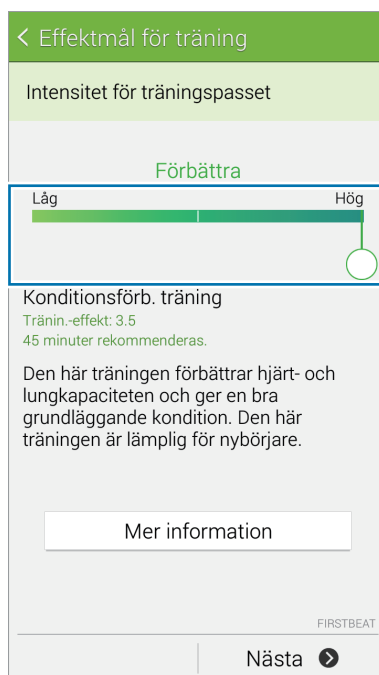 Effektmål för träning
Intensitet för träningspasset
Förbättra
Låg Hög
Konditionsförb. träning
Tränin.-effekt: 3.5
45 minuter rekommenderas.
Den här träningen förbättrar hjärt- och
lungkapaciteten och ger en bra
grundläggande kondition. Den här
träningen är lämplig för nybörjare.
Mer information
FIRSTBEAT
Nästa